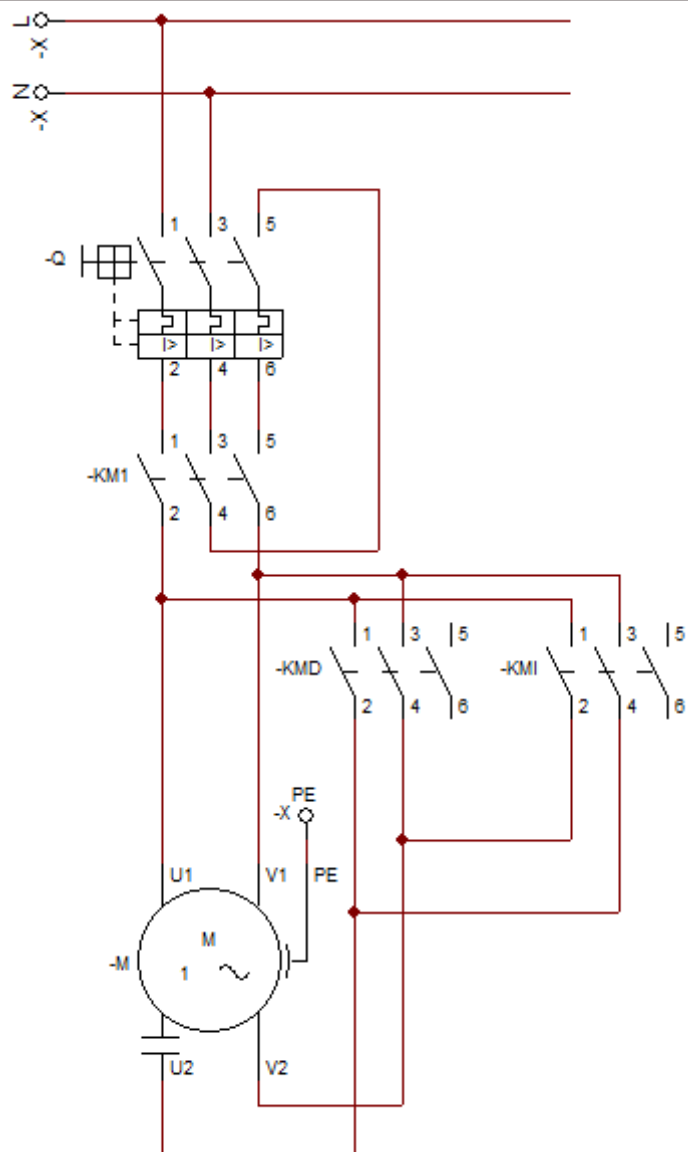 L
-X
N
-X
1 3 5
-Q
I> I> I>
2 4 6
1 3 5
-KM1
2 4 6
1 3 5 1 3 5
-KMD -KMI
2 4 6 2 4 6
PE
-X
U1 V1 PE
M
-M 1
U2 V2